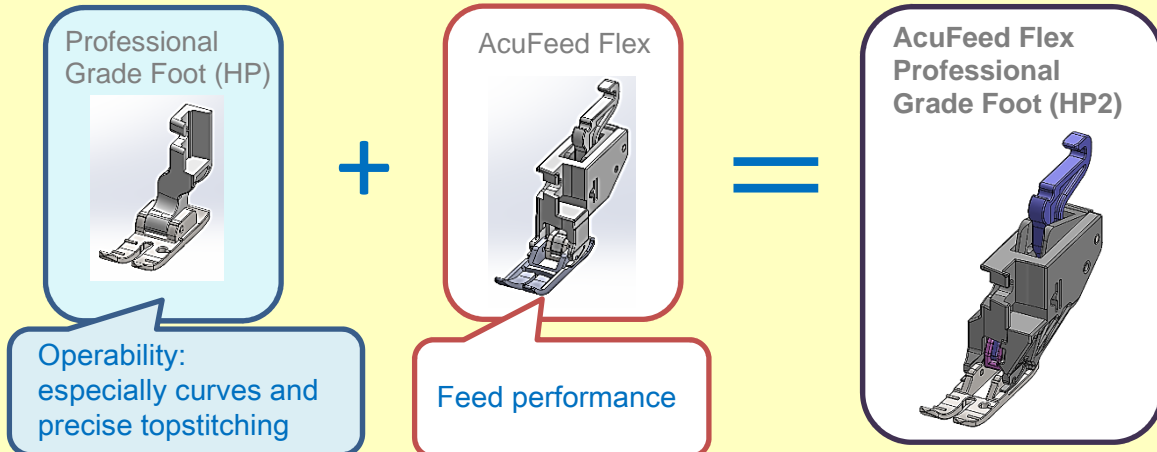 Professional
Grade Foot (HP)
+
AcuFeed Flex
=
AcuFeed Flex
Professional
Grade Foot (HP2)
Operability:
especially curves and
precise topstitching
Feed performance